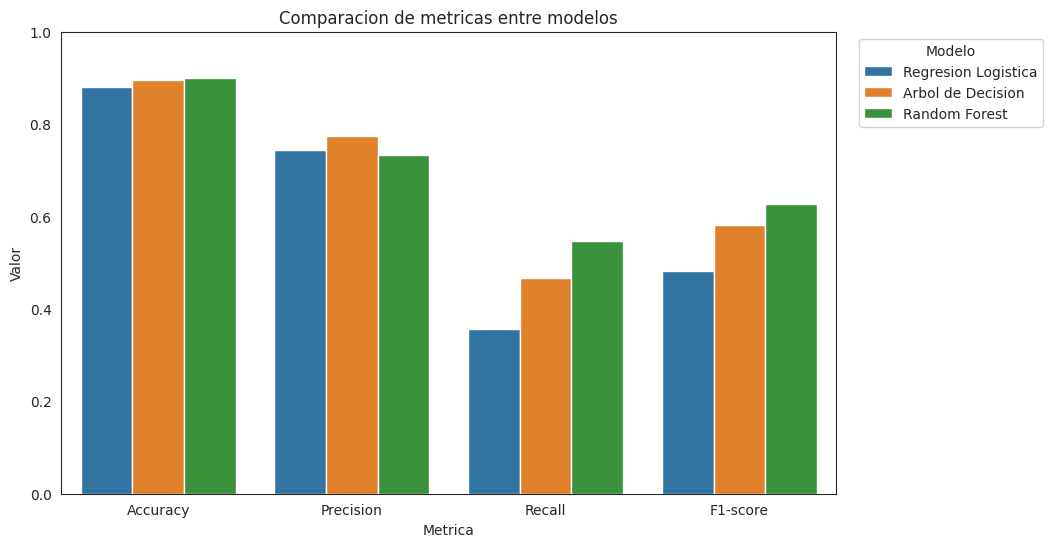 Comparacion de metricas entre modelos
Modelo
Regresion Logistica
Arbol de Decision
Random Forest
Valor
1.0
0.8
0.6
0.4
0.2
0.0
Accuracy Precision Recall F1-score
Metrica